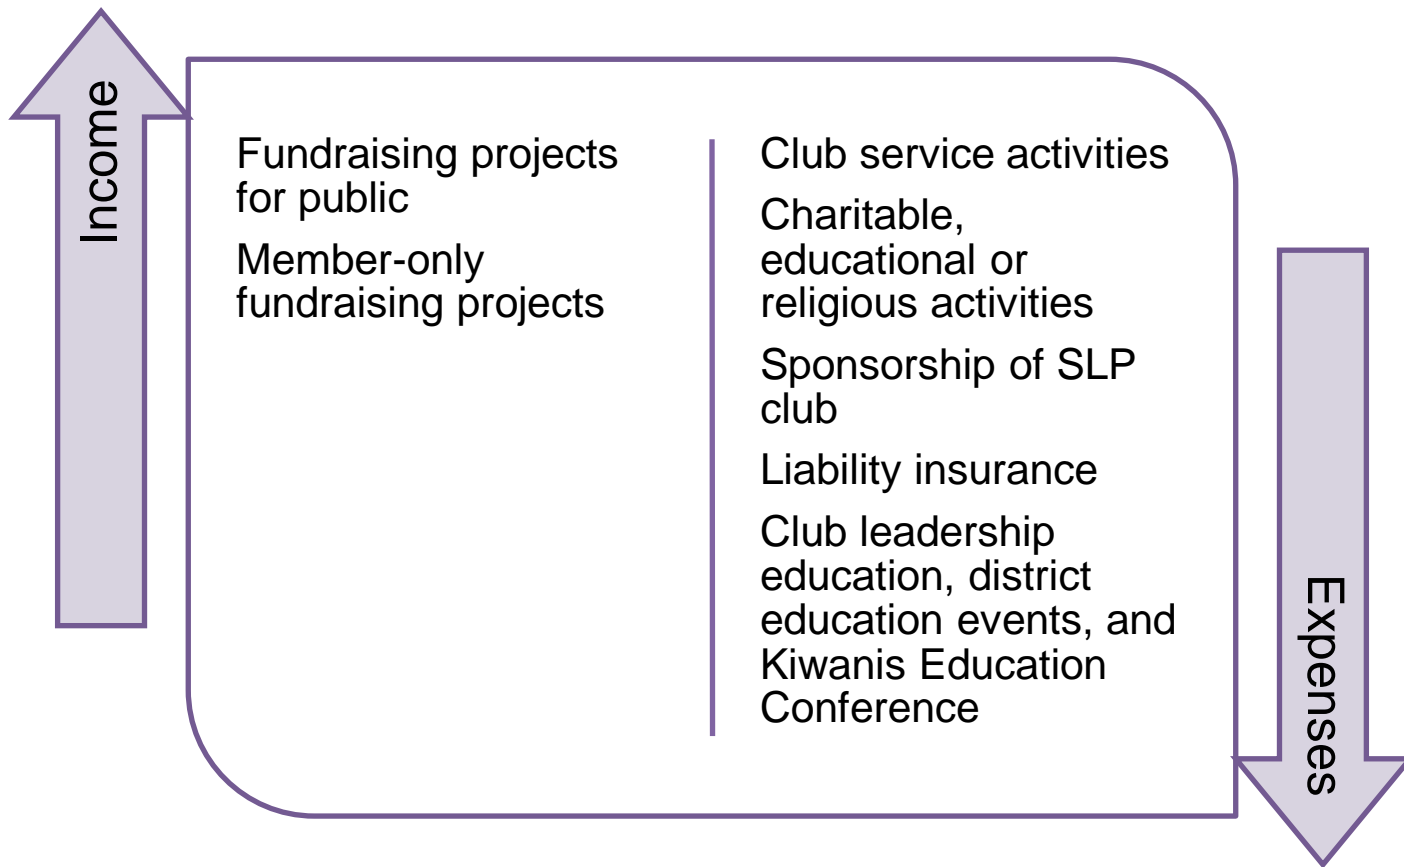 Income
Fundraising projects
for public
Member-only
fundraising projects
Club service activities
Charitable,
educational or
religious activities
Sponsorship of SLP
club
Liability insurance
Club leadership
education, district
education events, and
Kiwanis Education
Conference
Expenses